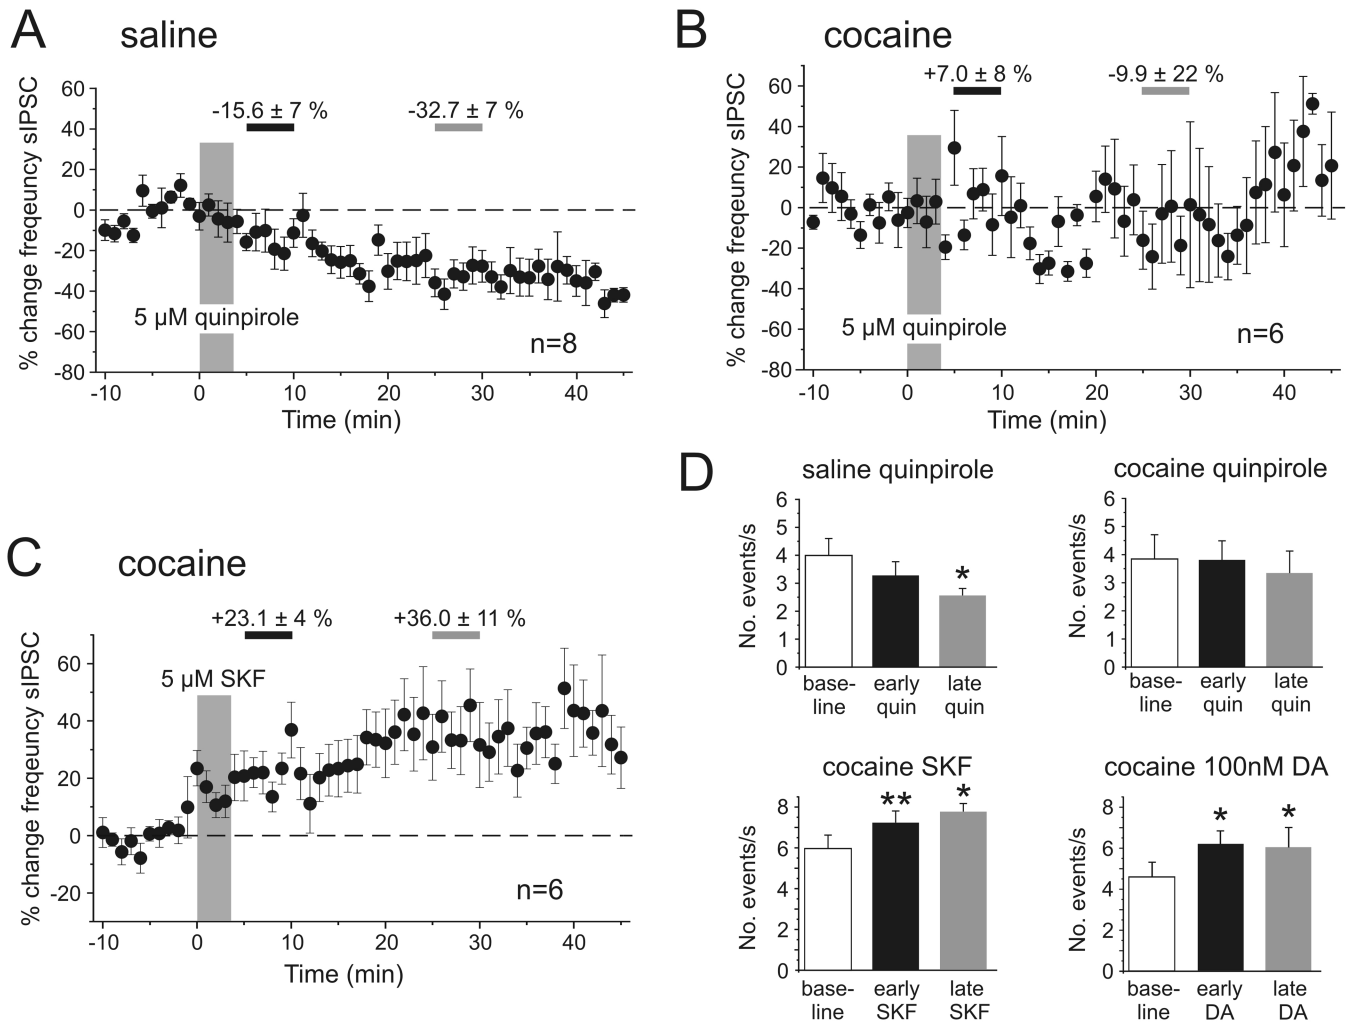 A saline
-15.6 ± 7 %
-32.7 ± 7 %
% change freqeuncy sIPSC
60
40
20
0
-20
-40
-60
-80
5 µM quinpirole
n=8
-10 0 10 20 30 40
Time (min)
B cocaine
+7.0 ± 8 %
-9.9 ± 22 %
% change freqeuncy sIPSC
60
40
20
0
-20
-40
-60
-80
5 µM quinpirole
n=6
-10 0 10 20 30 40
Time (min)
C cocaine
+23.1 ± 4 %
+36.0 ± 11 %
% change freqeuncy sIPSC
5 µM SKF
60
40
20
0
-20
n=6
-10 0 10 20 30 40
Time (min)
D
saline quinpirole
No. events/s
6
5
4
3
2
1
0
*
base-
line
early
quin
late
quin
cocaine quinpirole
No. events/s
6
5
4
3
2
1
0
base-
line
early
quin
late
quin
cocaine SKF
No. events/s
8
6
4
2
0
** *
base-
line
early
SKF
late
SKF
cocaine 100nM DA
No. events/s
8
6
4
2
0
* *
base-
line
early
DA
late
DA